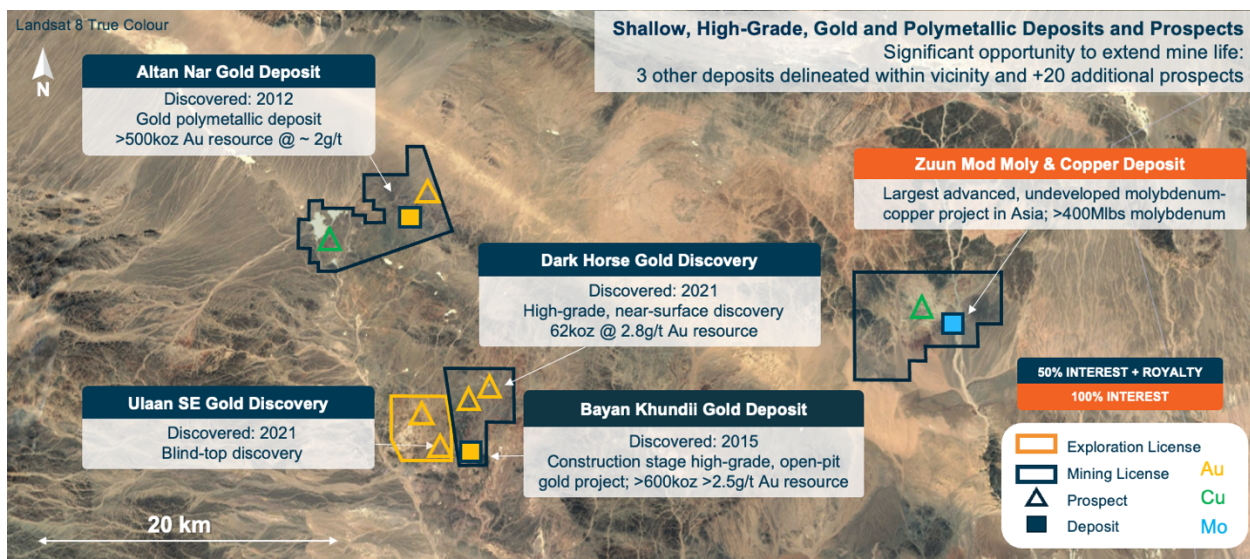 Landsat 8 True Colour
Shallow, High-Grade, Gold and Polymetallic Deposits and Prospects
Significant opportunity to extend mine life:
3 other deposits delineated within vicinity and +20 additional prospects
N
Altan Nar Gold Deposit
Discovered: 2012
Gold polymetallic deposit
>500koz Au resource @ ~ 2g/t
Zuun Mod Moly & Copper Deposit
Largest advanced, undeveloped molybdenum-
copper project in Asia; >400Mlbs molybdenum
Dark Horse Gold Discovery
Discovered: 2021
High-grade, near-surface discovery
62koz @ 2.8g/t Au resource
Ulaan SE Gold Discovery
Discovered: 2021
Blind-top discovery
Bayan Khundii Gold Deposit
Discovered: 2015
Construction stage high-grade, open-pit
gold project; >600koz >2.5g/t Au resource
20 km
50% INTEREST + ROYALTY
100% INTEREST
Exploration License
Mining License
Prospect
Deposit
Au
Cu
Mo